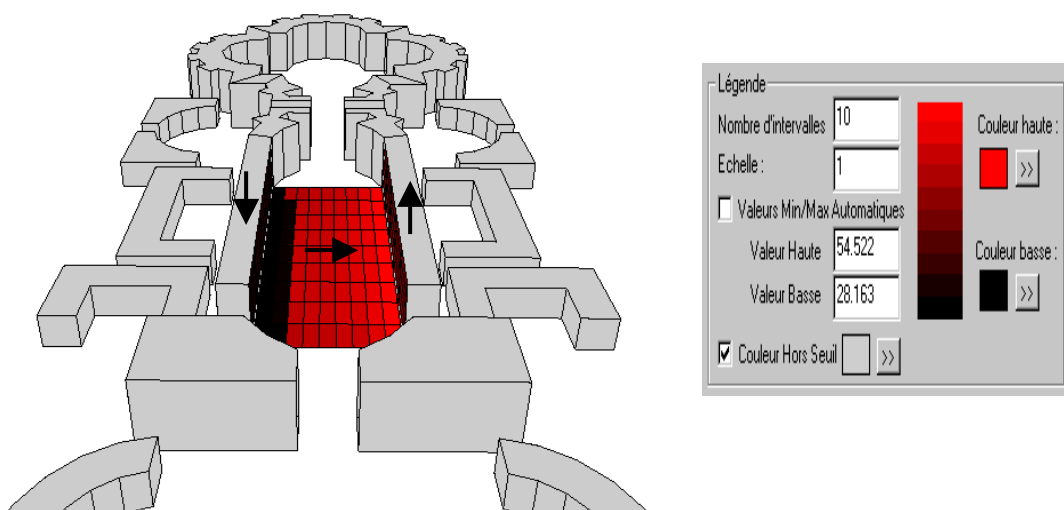 Légende
Nombre d'intervalles 10
Couleur haute :
Echelle : 1
>>
Valeurs Min/Max Automatiques
Valeur Haute 54.522
Couleur basse :
Valeur Basse 28.163
>>
Couleur Hors Seuil >>